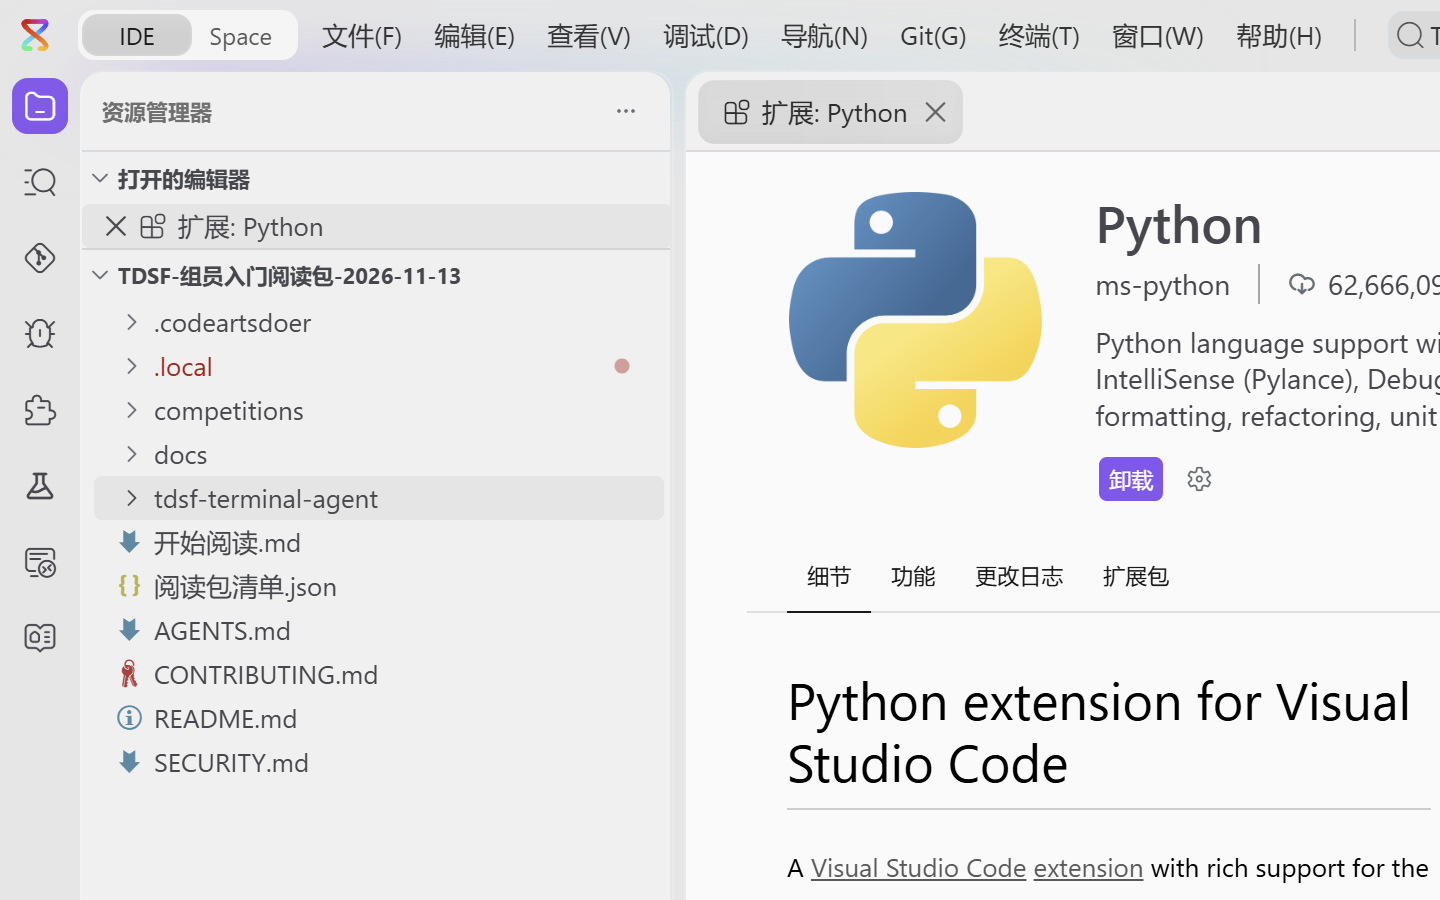 IDE Space 文件(F) 编辑(E) 查看(V) 调试(D) 导航(N) Git(G) 终端(T) 窗口(W) 帮助(H) T
资源管理器 ···
打开的编辑器
扩展: Python
TDSF-组员入门阅读包-2026-11-13
.codeartsdoer
.local
competitions
docs
tdsf-terminal-agent
开始阅读.md
{} 阅读包清单.json
AGENTS.md
CONTRIBUTING.md
README.md
SECURITY.md
扩展: Python
Python
ms-python 62,666,09
Python language support wi
IntelliSense (Pylance), Debug
formatting, refactoring, unit
卸载
细节 功能 更改日志 扩展包
Python extension for Visual
Studio Code
A Visual Studio Code extension with rich support for the